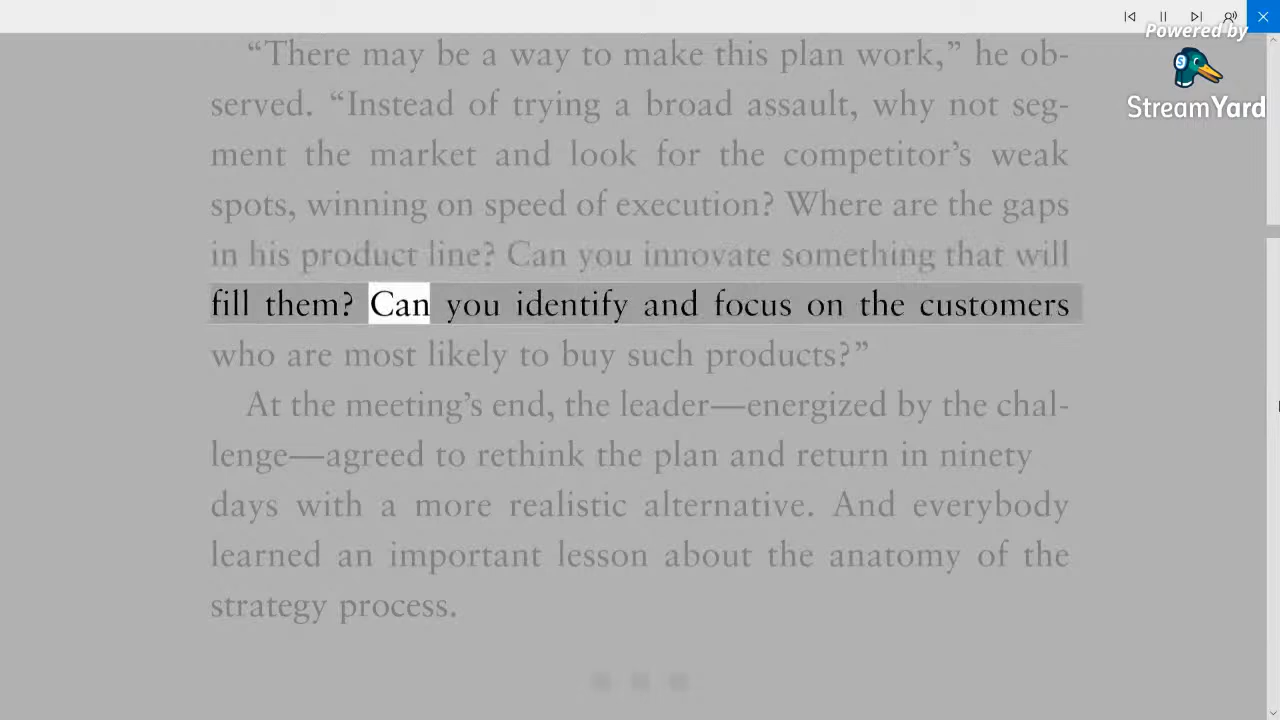 Powered by
StreamYard
“There may be a way to make this plan work,” he ob-
served. “Instead of trying a broad assault, why not seg-
ment the market and look for the competitor’s weak
spots, winning on speed of execution? Where are the gaps
in his product line? Can you innovate something that will
fill them? Can you identify and focus on the customers
who are most likely to buy such products?”
At the meeting’s end, the leader—energized by the chal-
lenge—agreed to rethink the plan and return in ninety
days with a more realistic alternative. And everybody
learned an important lesson about the anatomy of the
strategy process.